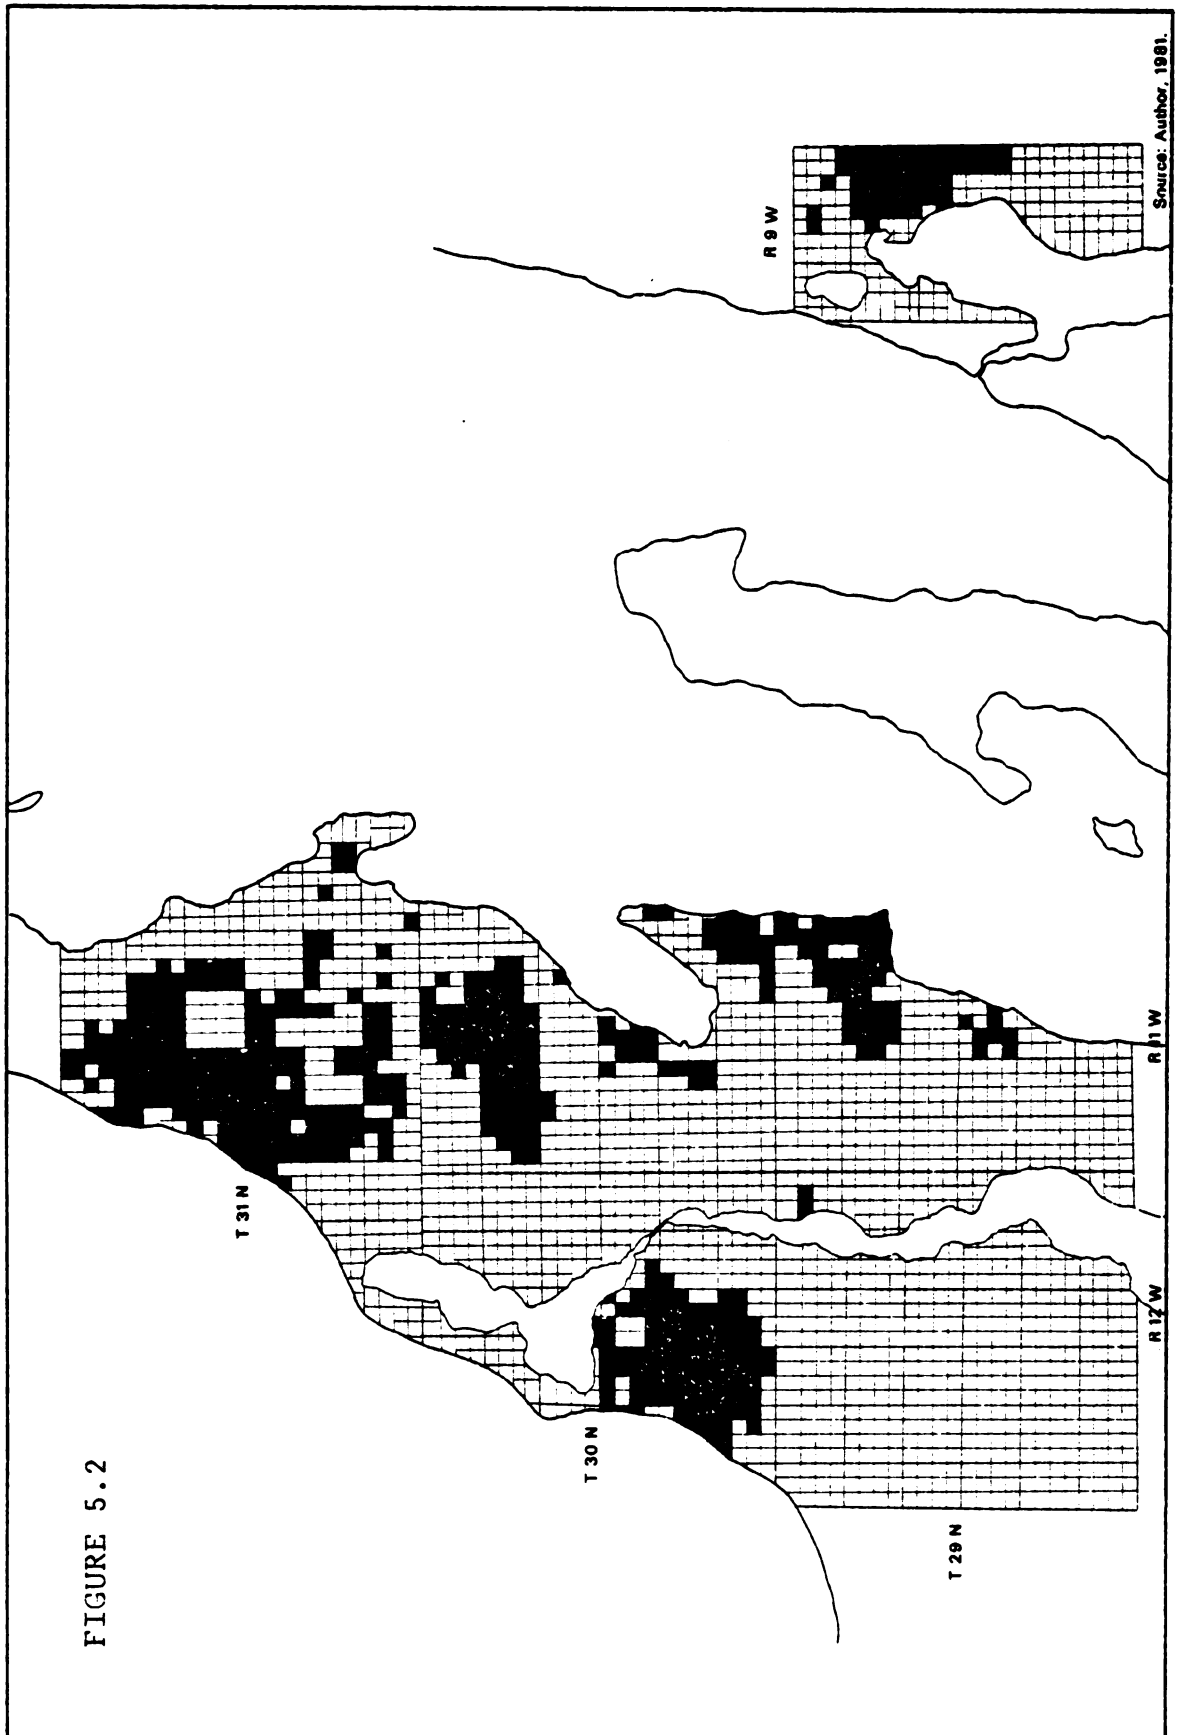 FIGURE 5.2
T 31 N
T 30 N
T 29 N
R 12 W
R 11 W
R 9 W
Source: Author, 1981.